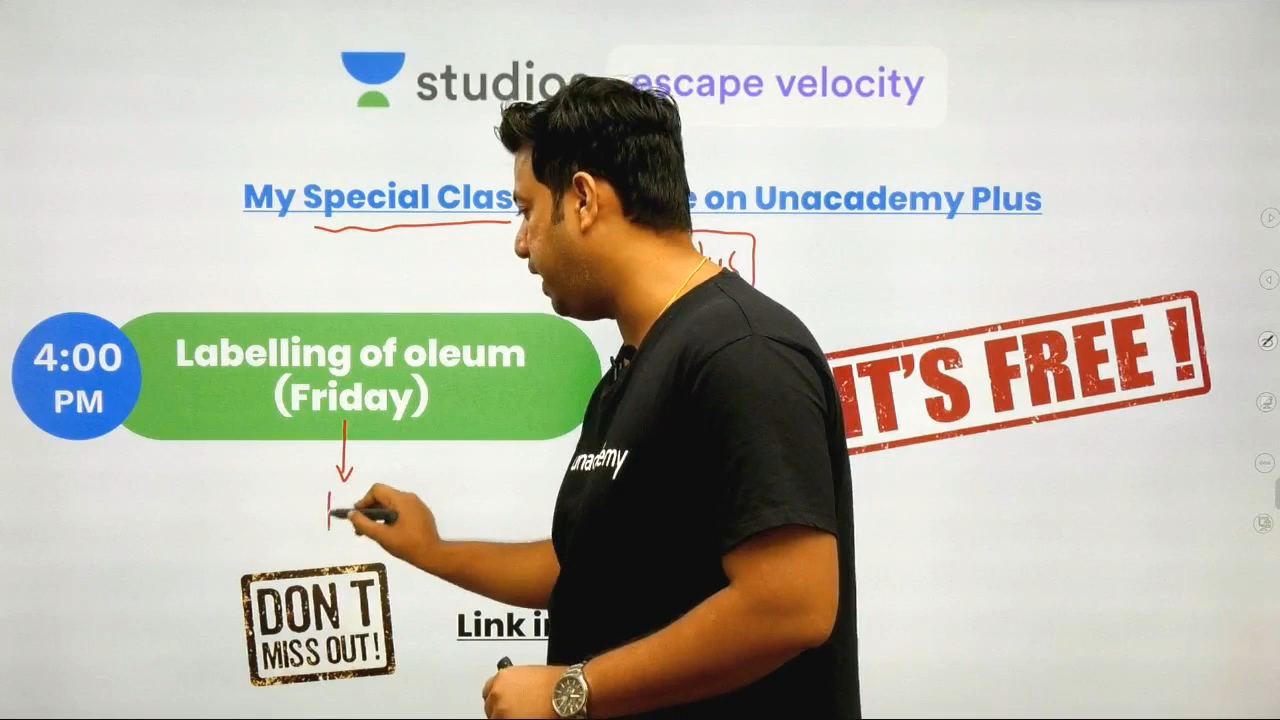 studios escape velocity
My Special Class on Unacademy Plus
4:00
PM
Labelling of oleum
(Friday)
IT'S FREE !
unacademy
DON T
MISS OUT!
Link